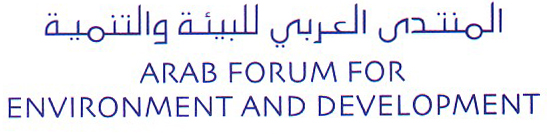 المنتدى العربي للبيئة والتنمية
ARAB FORUM FOR
ENVIRONMENT AND DEVELOPMENT